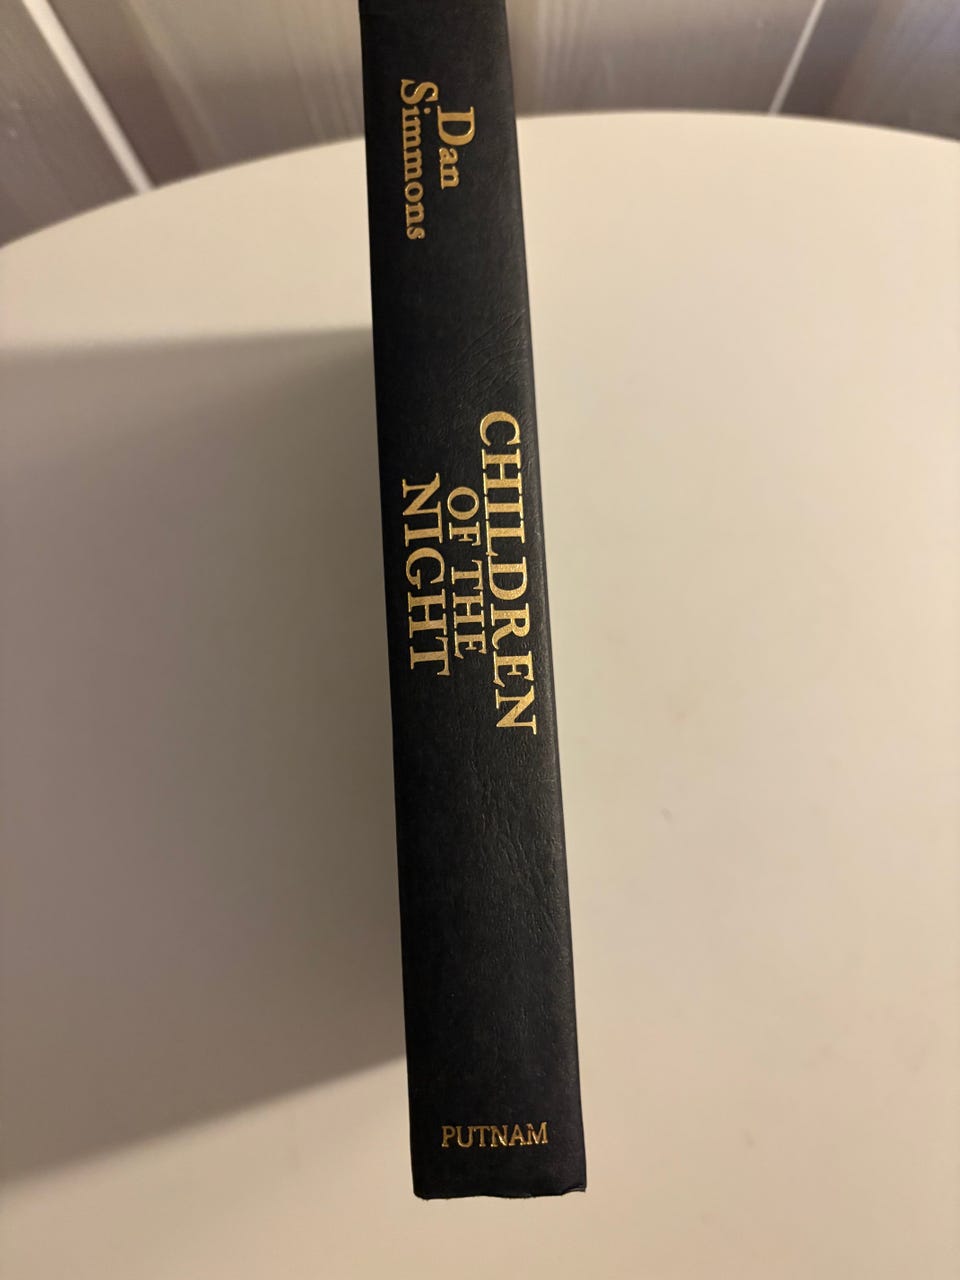 Dan
Simmons
CHILDREN
OF THE
NIGHT
PUTNAM